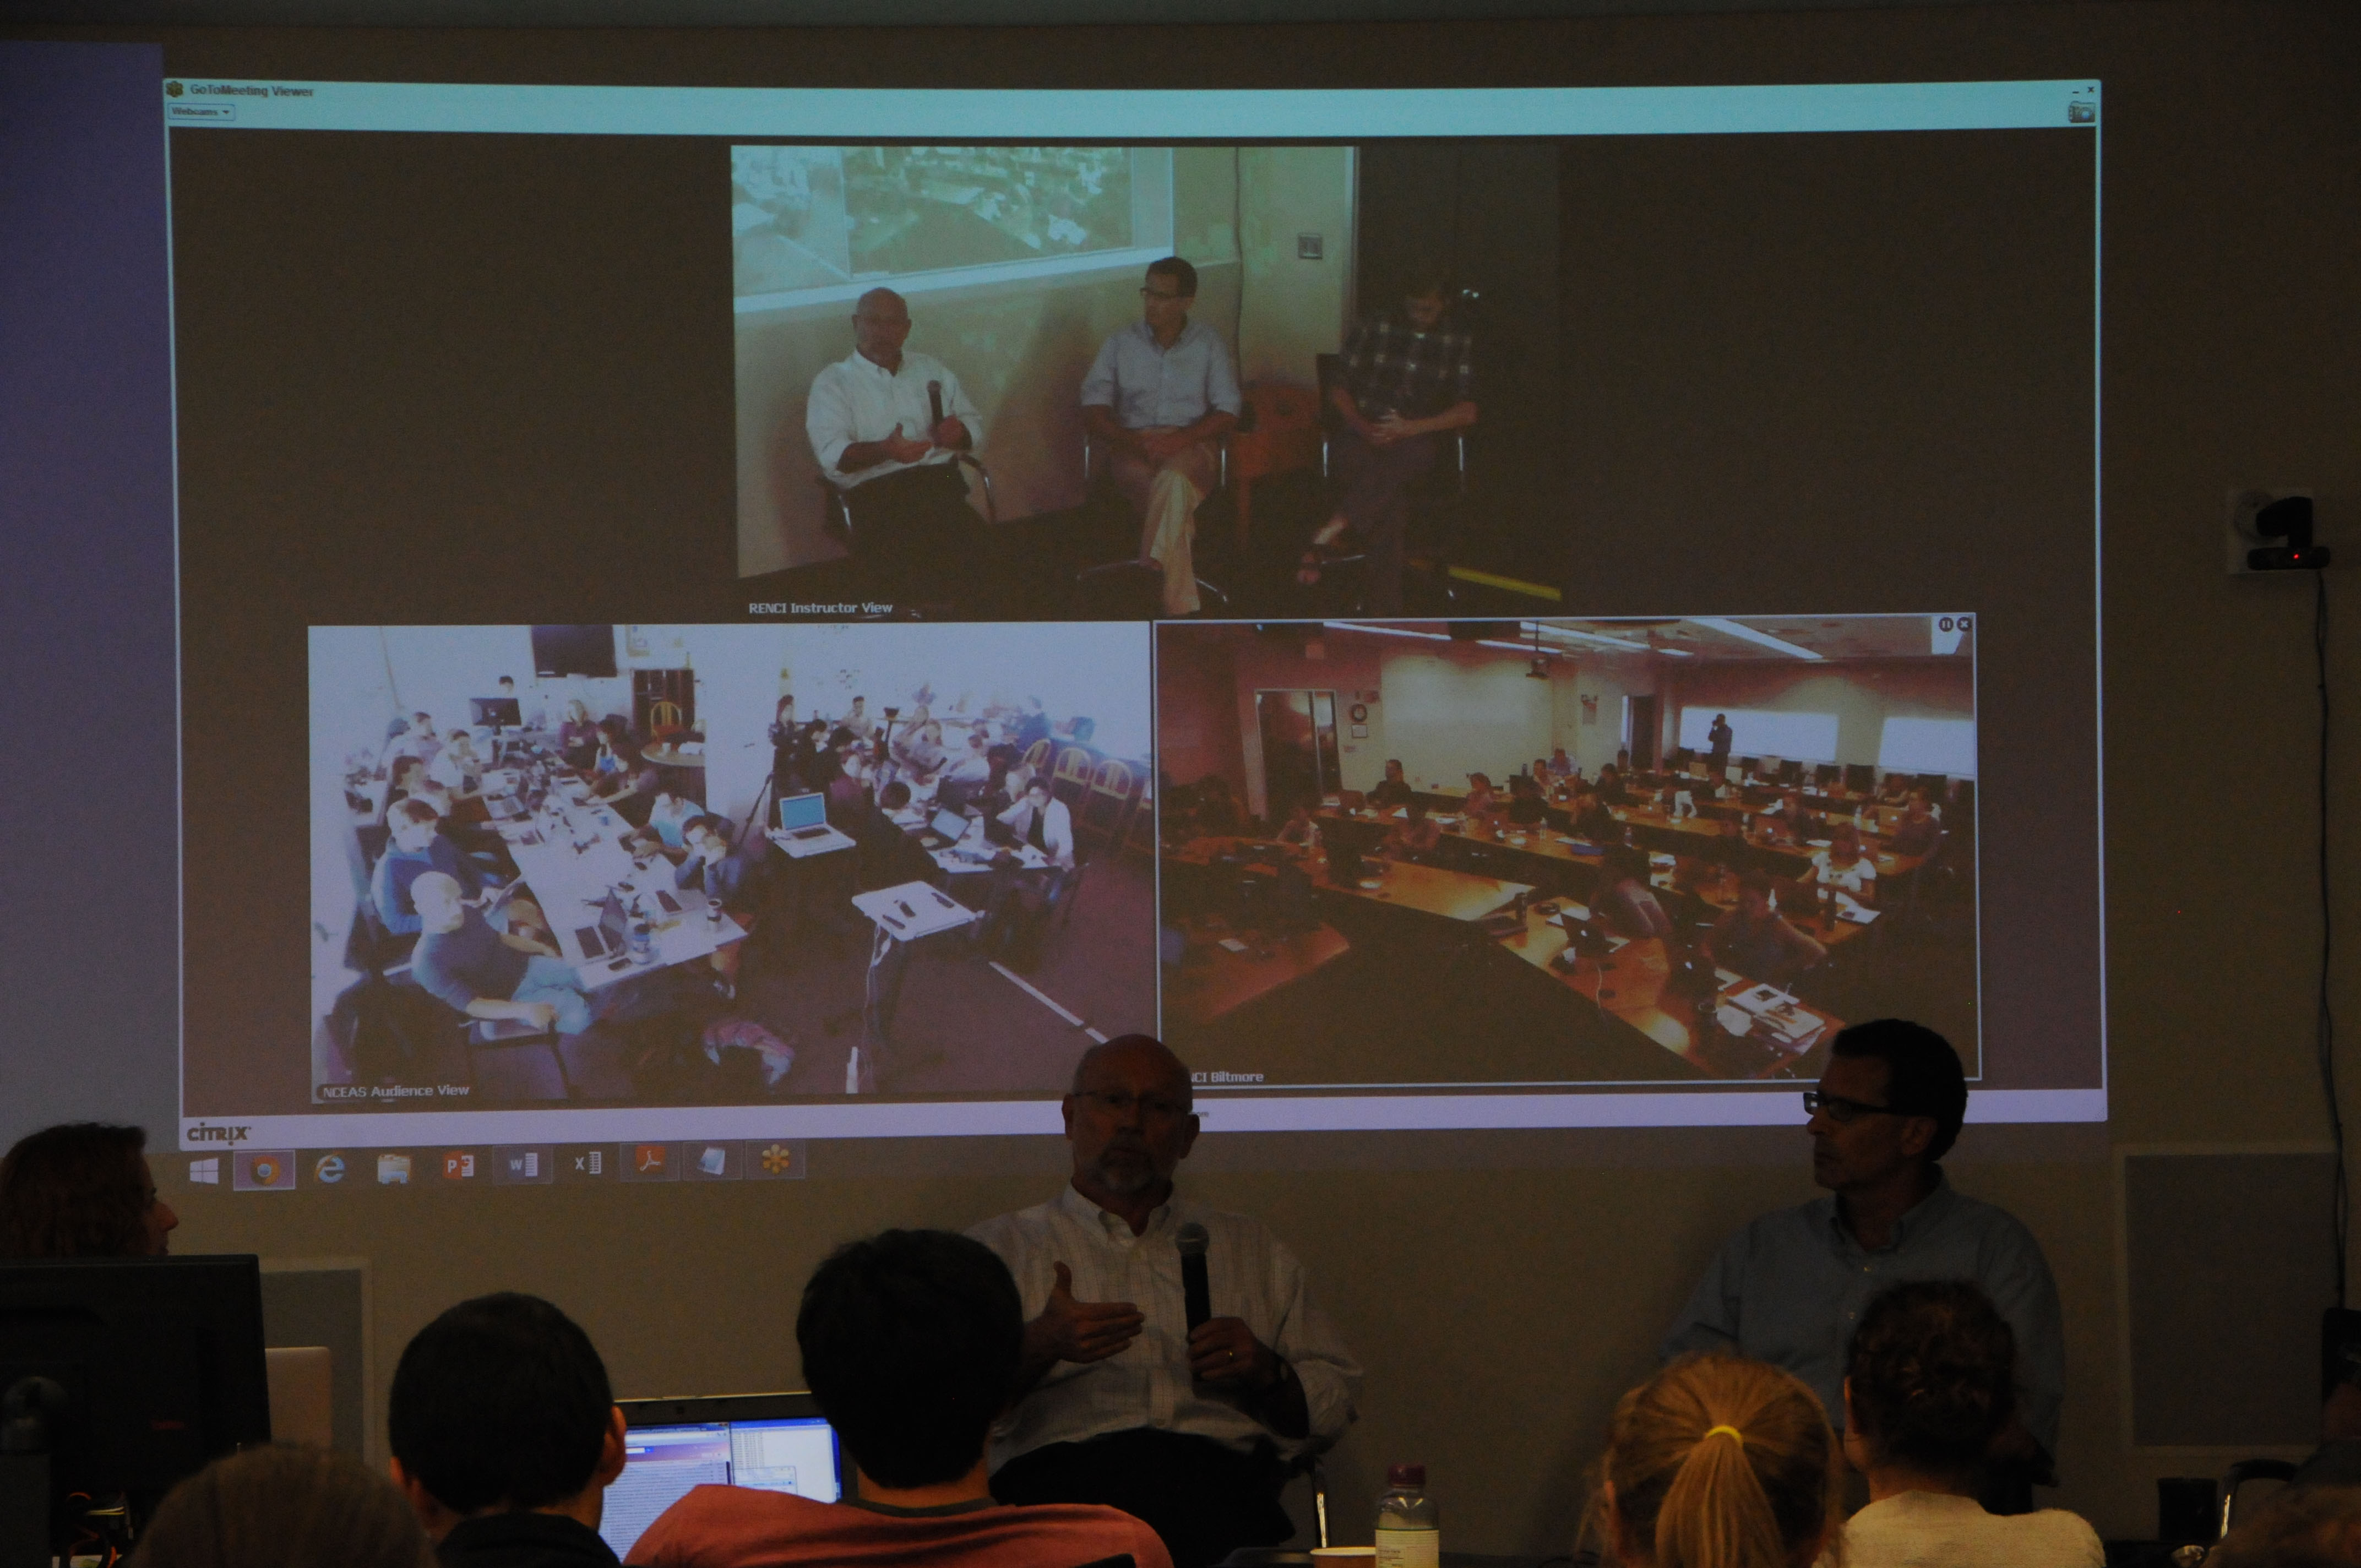 GoToMeeting Viewer
Webcams
RENCI Instructor View
NCEAS Audience View
CI Biltmore
CITRIX
P
W
X